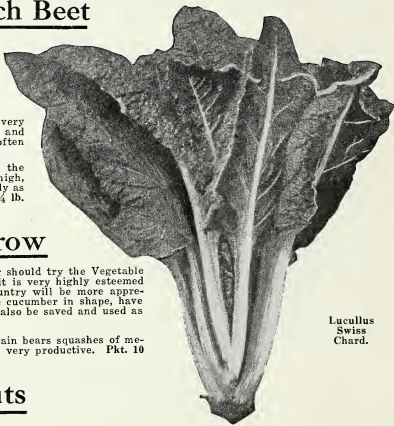 ch Beet
very
and
often
the
high,
ly as
¼ lb.
row
should try the Vegetable
it is very highly esteemed
untry will be more appre-
cucumber in shape, have
also be saved and used as
ain bears squashes of me-
very productive. Pkt. 10
Lucullus
Swiss
Chard.
uts